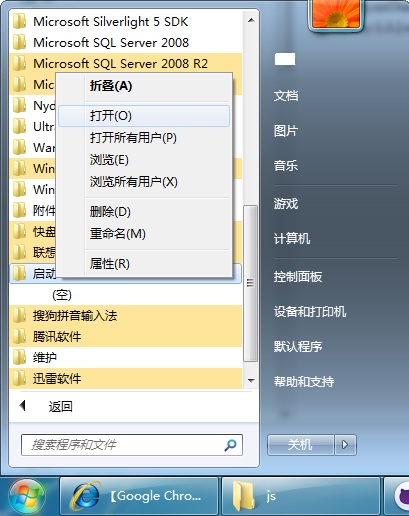 Microsoft Silverlight 5 SDK
Microsoft SQL Server 2008
Microsoft SQL Server 2008 R2
Mic
Nyo
Ultra
War
Win
Win
附件
快盘
联想
启动
(空)
搜狗拼音输入法
腾讯软件
维护
迅雷软件
返回
搜索程序和文件
折叠(A)
打开(O)
打开所有用户(P)
浏览(E)
浏览所有用户(X)
删除(D)
重命名(M)
属性(R)
文档
图片
音乐
游戏
计算机
控制面板
设备和打印机
默认程序
帮助和支持
关机
【Google Chro...
js